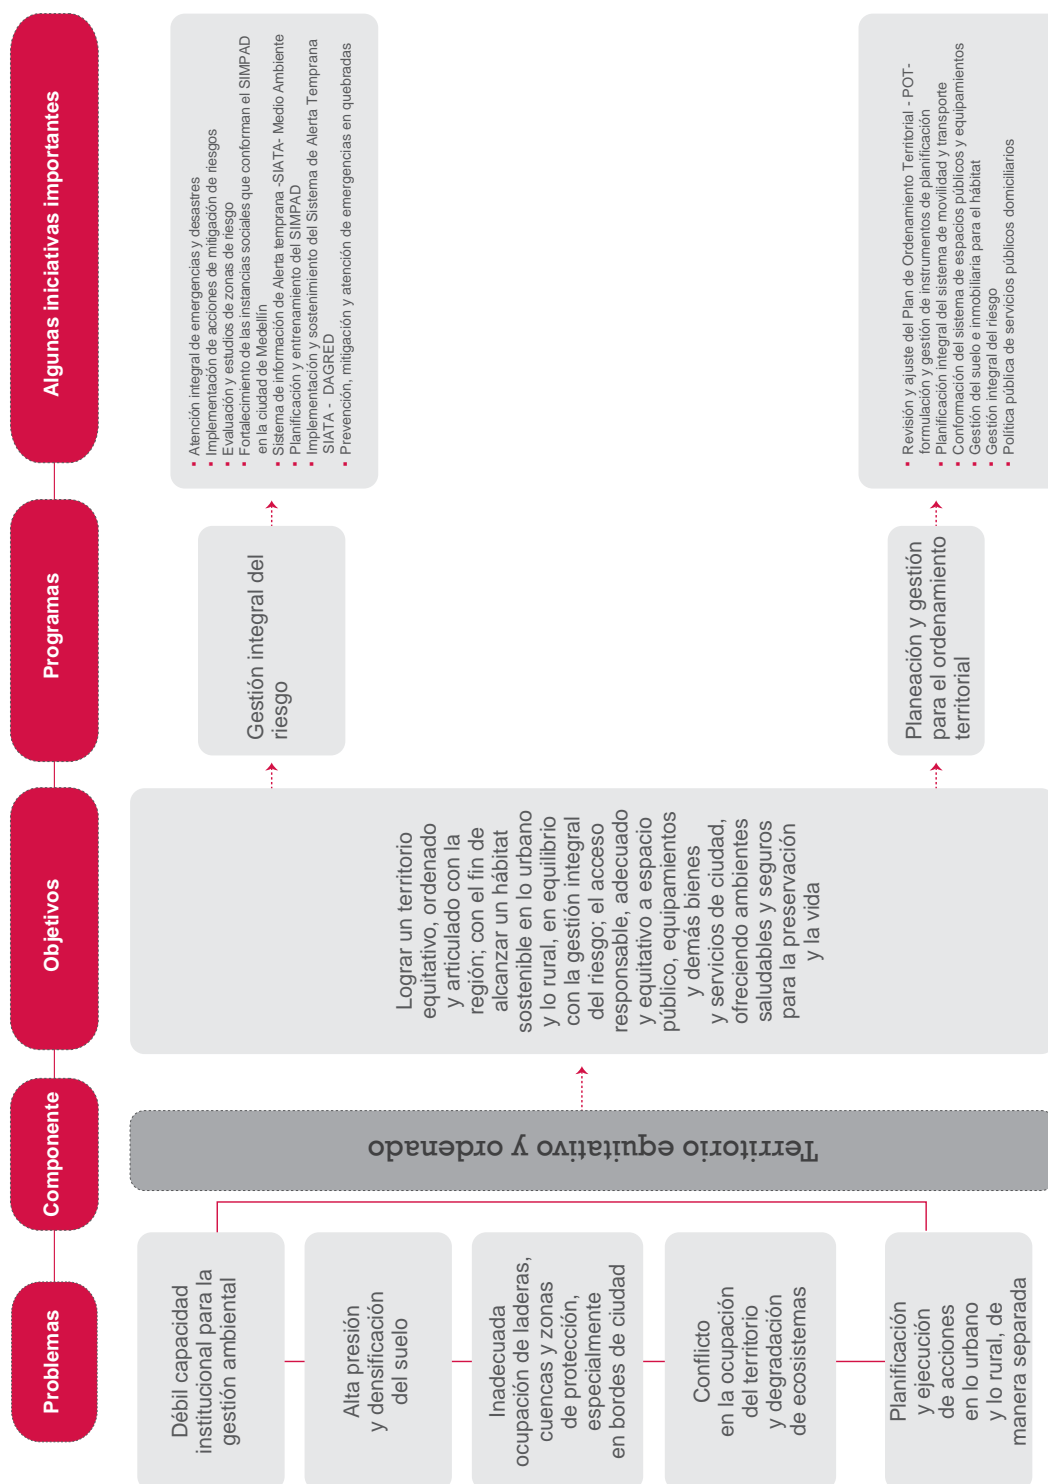 Problemas
Componente
Objetivos
Programas
Algunas iniciativas importantes
Débil capacidad
institucional para la
gestión ambiental
Alta presión
y densificación
del suelo
Inadecuada
ocupación de laderas,
cuencas y zonas
de protección,
especialmente
en bordes de ciudad
Conflicto
en la ocupación
del territorio
y degradación
de ecosistemas
Planificación
y ejecución
de acciones
en lo urbano
y lo rural, de
manera separada
Territorio equitativo y ordenado
Lograr un territorio
equitativo, ordenado
y articulado con la
región; con el fin de
alcanzar un hábitat
sostenible en lo urbano
y lo rural, en equilibrio
con la gestión integral
del riesgo; el acceso
responsable, adecuado
y equitativo a espacio
público, equipamientos
y demás bienes
y servicios de ciudad,
ofreciendo ambientes
saludables y seguros
para la preservación
y la vida
Gestión integral del
riesgo
Planeación y gestión
para el ordenamiento
territorial
▪ Atención integral de emergencias y desastres
▪ Implementación de acciones de mitigación de riesgos
▪ Evaluación y estudios de zonas de riesgo
▪ Fortalecimiento de las instancias sociales que conforman el SIMPAD
en la ciudad de Medellín
▪ Sistema de información de Alerta temprana -SIATA- Medio Ambiente
▪ Planificación y entrenamiento del SIMPAD
▪ Implementación y sostenimiento del Sistema de Alerta Temprana
SIATA - DAGRED
▪ Prevención, mitigación y atención de emergencias en quebradas
▪ Revisión y ajuste del Plan de Ordenamiento Territorial - POT-
formulación y gestión de instrumentos de planificación
▪ Planificación integral del sistema de movilidad y transporte
▪ Conformación del sistema de espacios públicos y equipamientos
▪ Gestión del suelo e inmobiliaria para el hábitat
▪ Gestión integral del riesgo
▪ Política pública de servicios públicos domiciliarios